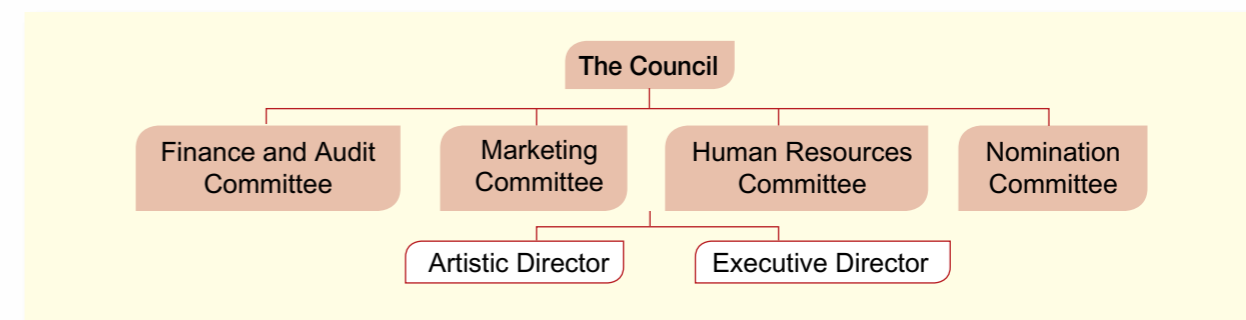 The Council
Finance and Audit
Committee
Marketing
Committee
Human Resources
Committee
Nomination
Committee
Artistic Director
Executive Director